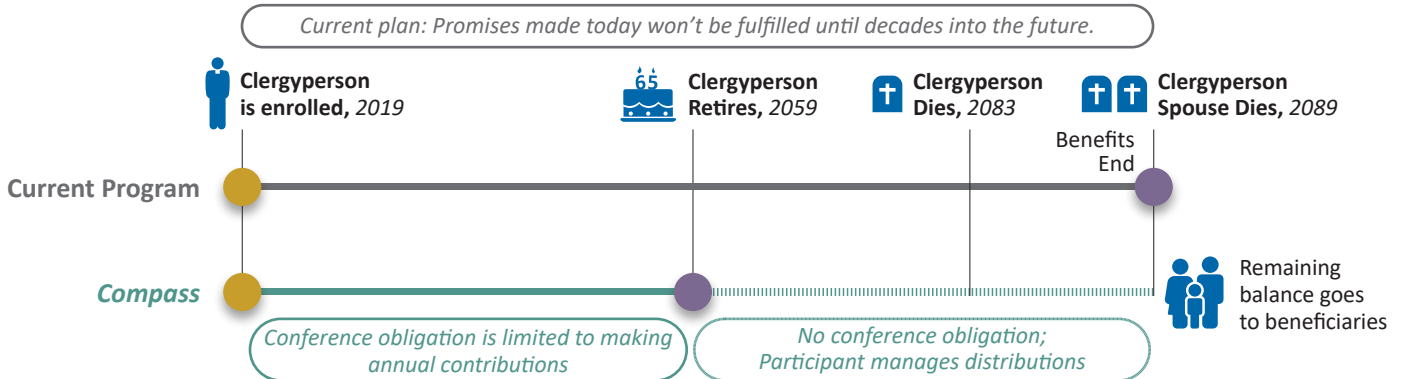 Current plan: Promises made today won’t be fulfilled until decades into the future.
Clergyperson
is enrolled, 2019
65
Clergyperson
Retires, 2059
Clergyperson
Dies, 2083
Clergyperson
Spouse Dies, 2089
Benefits
End
Current Program
Compass
Remaining
balance goes
to beneficiaries
Conference obligation is limited to making
annual contributions
No conference obligation;
Participant manages distributions